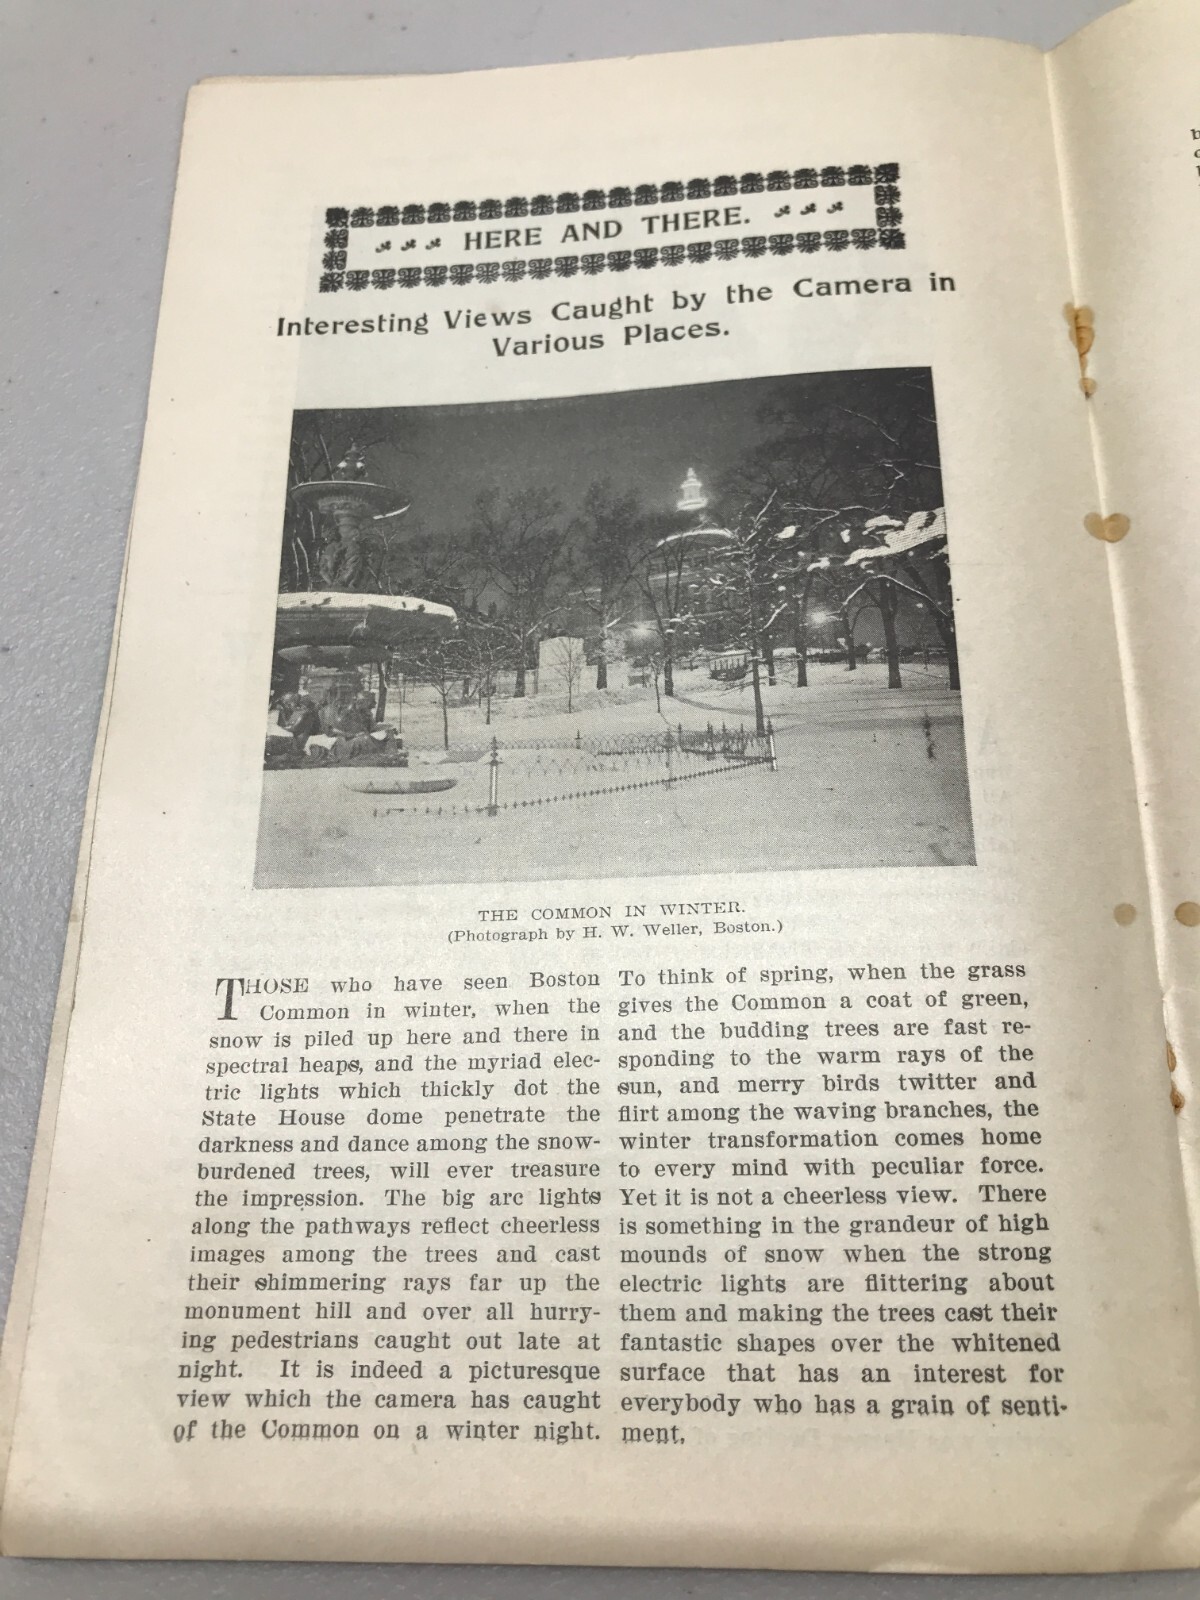 HERE AND THERE.
Interesting Views Caught by the Camera in
Various Places.
THE COMMON IN WINTER.
(Photograph by H. W. Weller, Boston.)
THOSE who have seen Boston
Common in winter, when the
snow is piled up here and there in
spectral heaps, and the myriad elec-
tric lights which thickly dot the
State House dome penetrate the
darkness and dance among the snow-
burdened trees, will ever treasure
the impression. The big arc lights
along the pathways reflect cheerless
images among the trees and cast
their shimmering rays far up the
monument hill and over all hurry-
ing pedestrians caught out late at
night. It is indeed a picturesque
view which the camera has caught
of the Common on a winter night.
To think of spring, when the grass
gives the Common a coat of green,
and the budding trees are fast re-
sponding to the warm rays of the
sun, and merry birds twitter and
flirt among the waving branches, the
winter transformation comes home
to every mind with peculiar force.
Yet it is not a cheerless view. There
is something in the grandeur of high
mounds of snow when the strong
electric lights are flittering about
them and making the trees cast their
fantastic shapes over the whitened
surface that has an interest for
everybody who has a grain of senti-
ment.